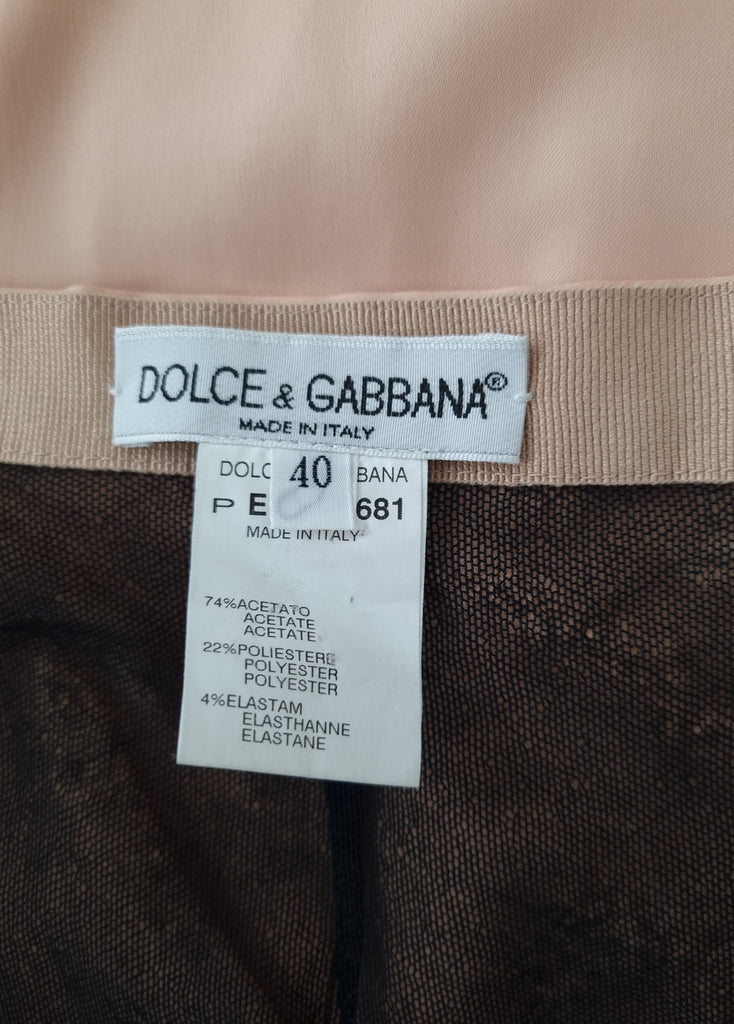 DOLCE & GABBANA®
MADE IN ITALY
40
DOLC BANA
P E 681
MADE IN ITALY
74%ACETATO
ACETATE
ACETATE
22%POLIESTERE
POLYESTER
POLYESTER
4%ELASTAM
ELASTHANNE
ELASTANE